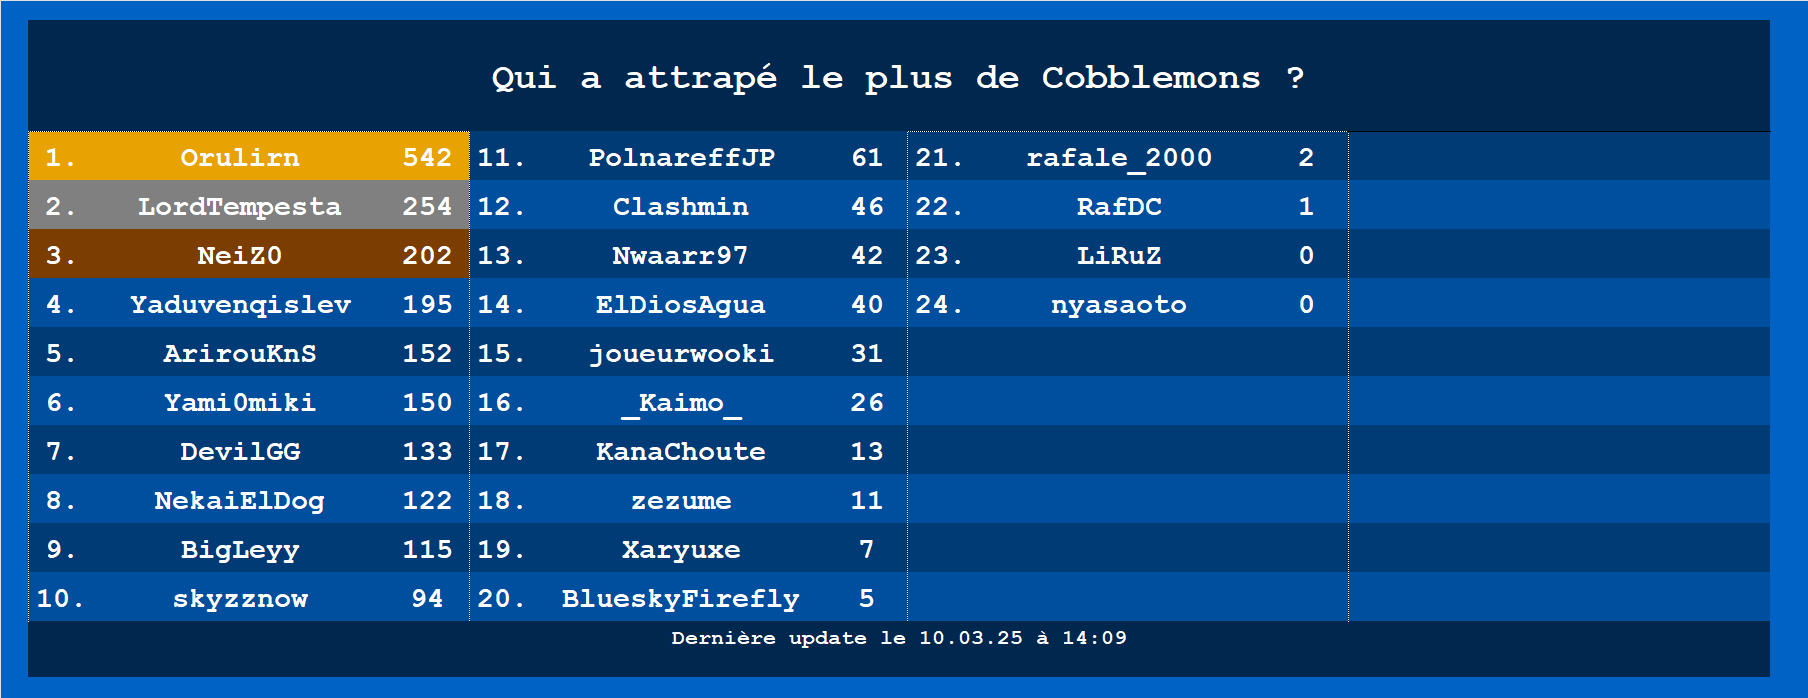 Qui a attrapé le plus de Cobblemons ?
1. Orulirn 542
2. LordTempesta 254
3. NeiZ0 202
4. Yaduvenqislev 195
5. ArirouKnS 152
6. Yami0miki 150
7. DevilGG 133
8. NekaiElDog 122
9. BigLeyy 115
10. skyzznow 94
11. PolnareffJP 61
12. Clashmin 46
13. Nwaarr97 42
14. ElDiosAgua 40
15. joueurwooki 31
16. _Kaimo_ 26
17. KanaChoute 13
18. zezume 11
19. Xaryuxe 7
20. BlueskyFirefly 5
21. rafale_2000 2
22. RafDC 1
23. LiRuZ 0
24. nyasaoto 0
Dernière update le 10.03.25 à 14:09